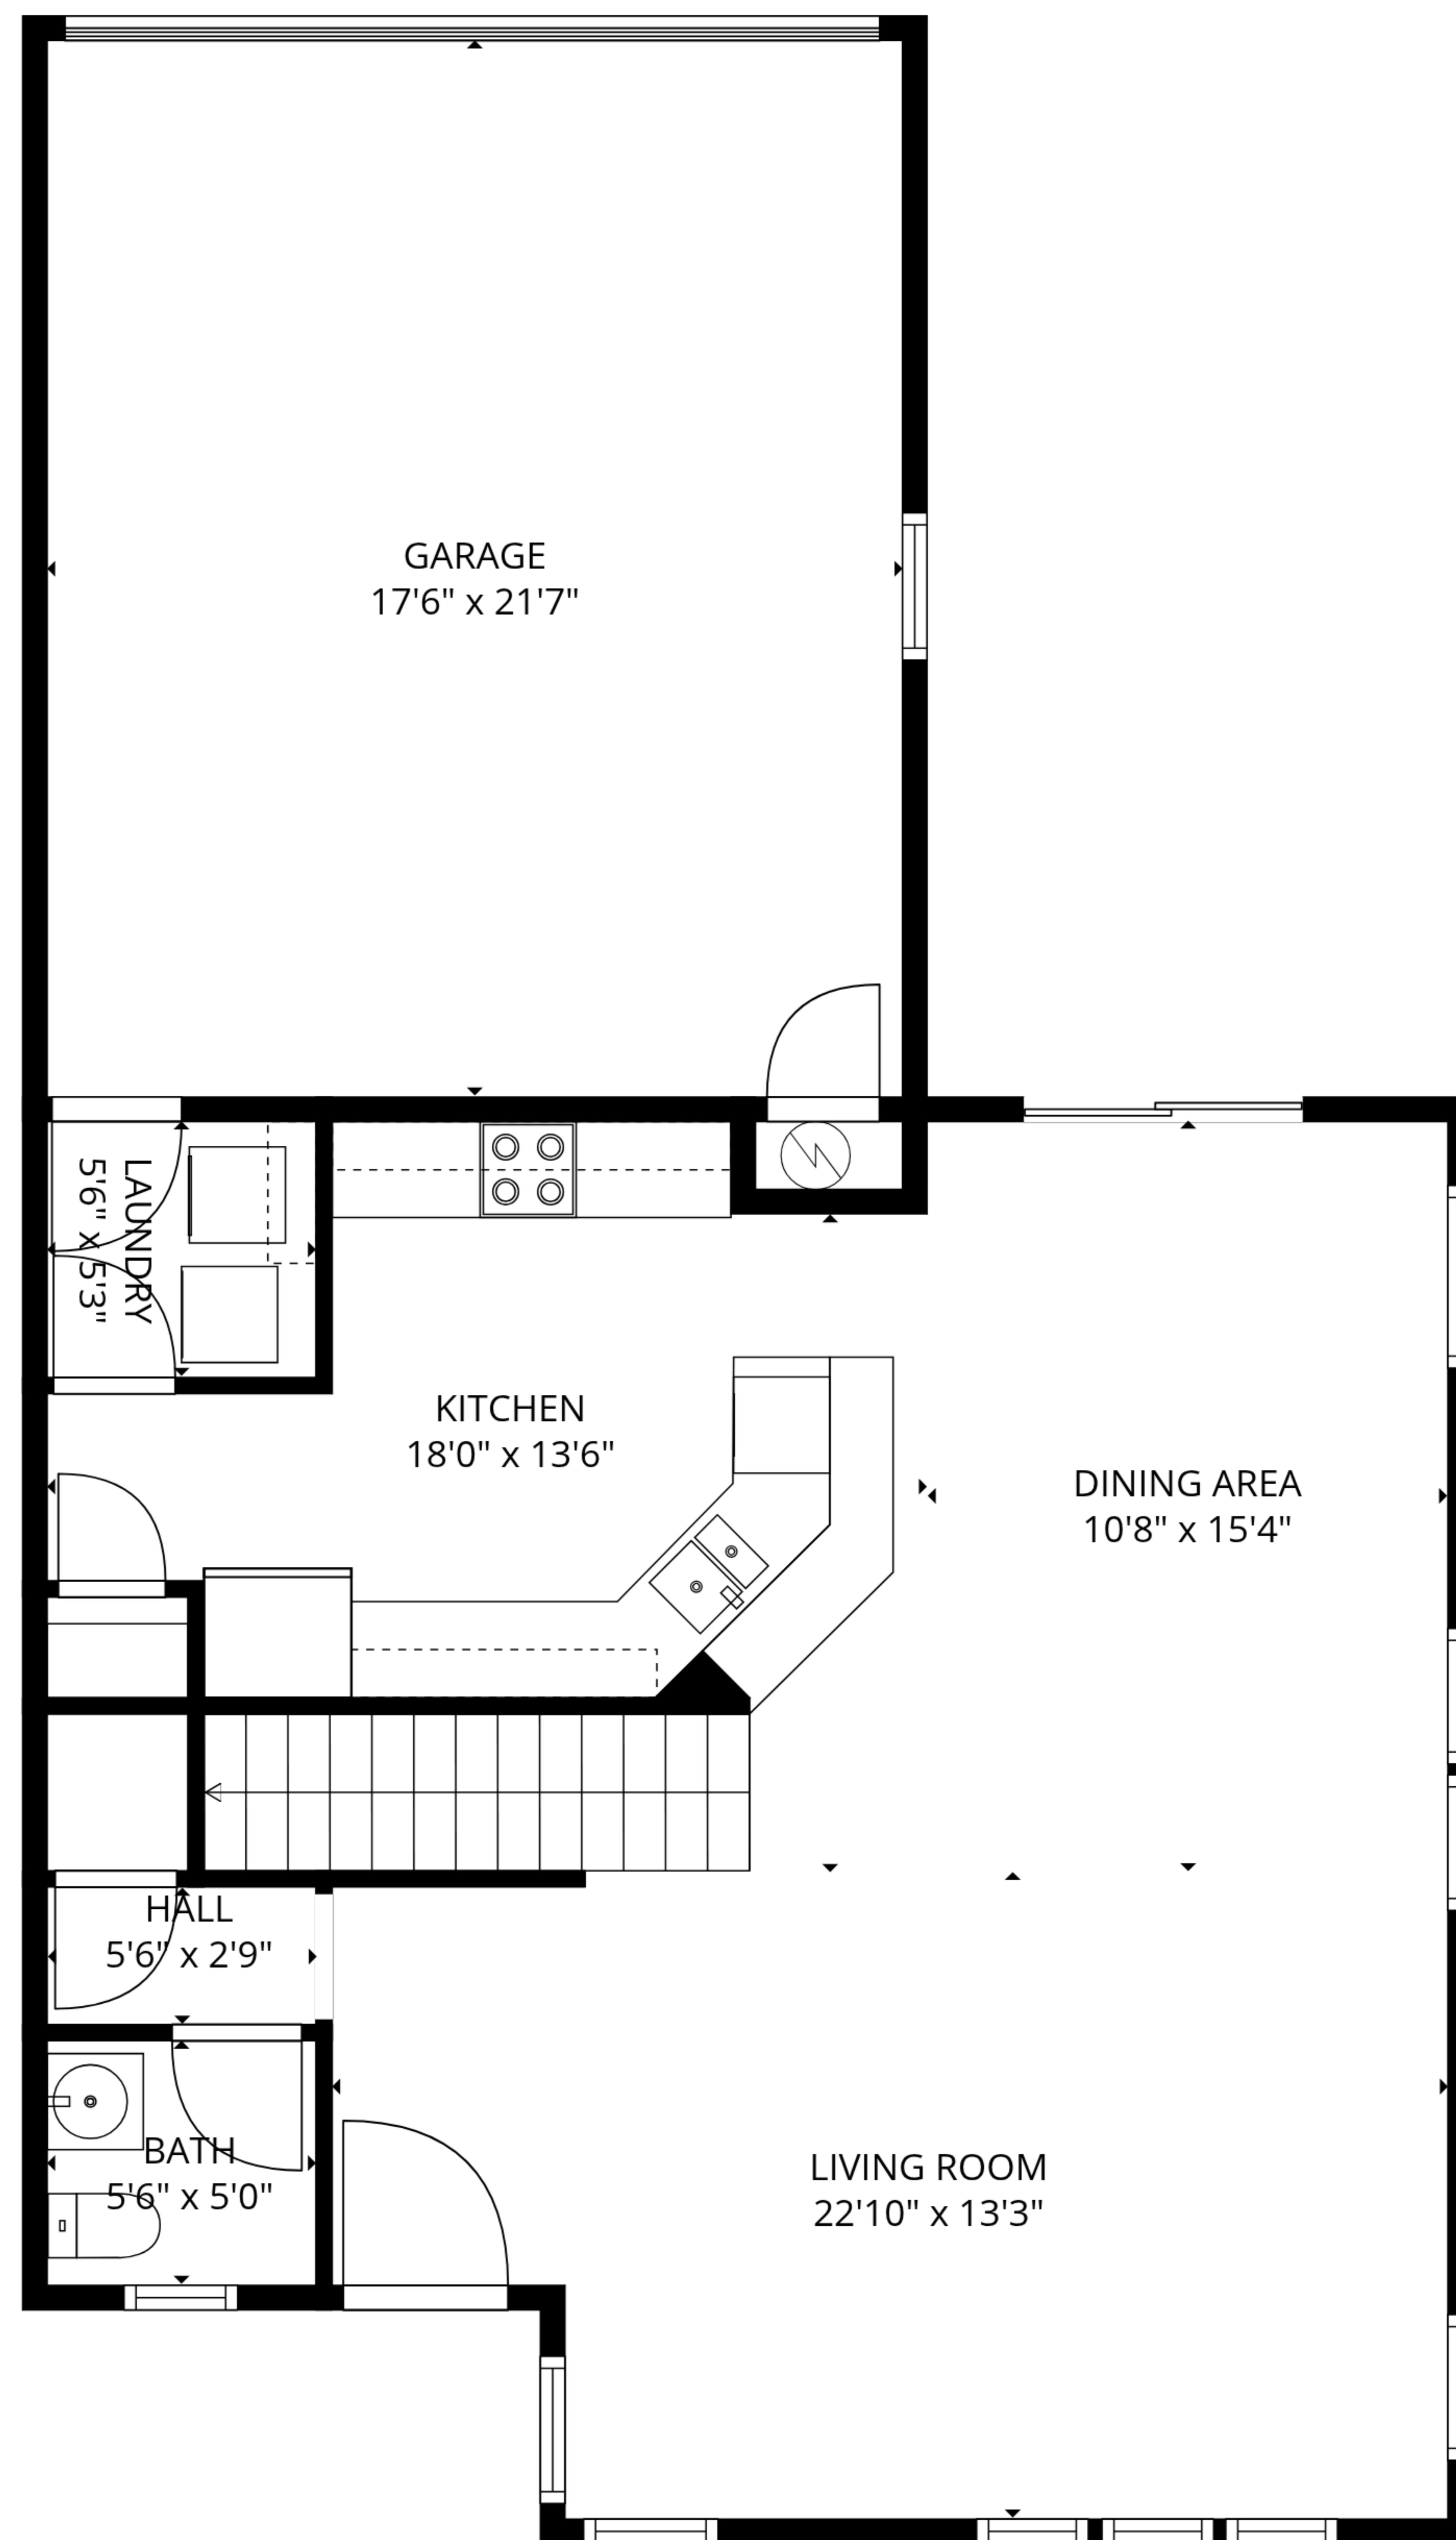 GARAGE
17'6" x 21'7"
LAUNDRY
5'6" x 5'3"
KITCHEN
18'0" x 13'6"
DINING AREA
10'8" x 15'4"
HALL
5'6" x 2'9"
BATH
5'6" x 5'0"
LIVING ROOM
22'10" x 13'3"